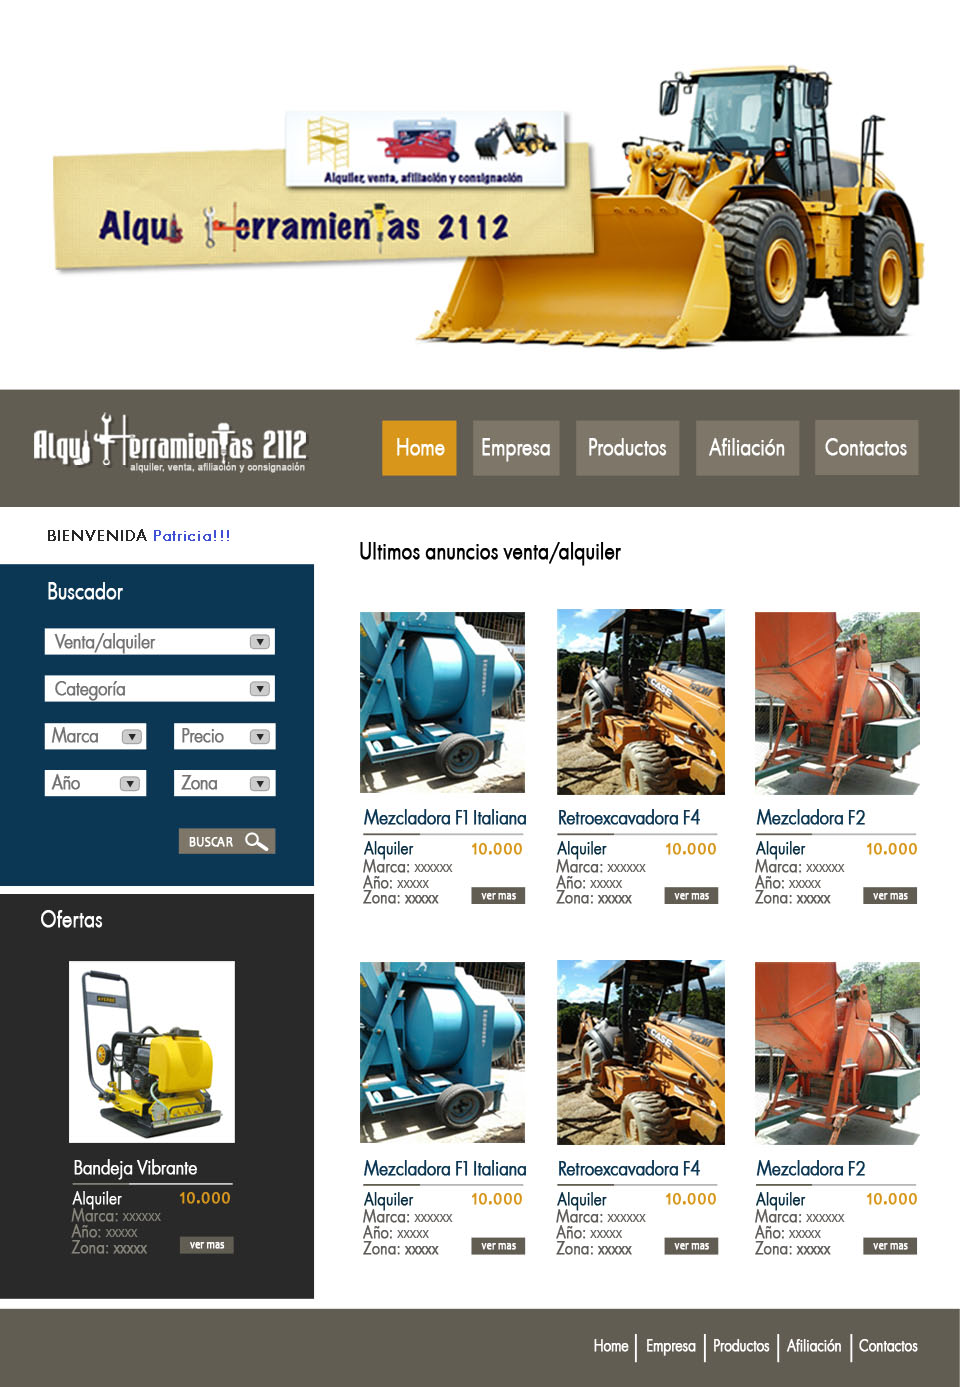 Alquiler, venta, afiliación y consignación
Alqui Herramientas 2112
Alqui Herramientas 2112
alquiler, venta, afiliación y consignación
Home Empresa Productos Afiliación Contactos
BIENVENIDA Patricia!!!
Buscador
Venta/alquiler
Categoría
Marca Precio
Año Zona
BUSCAR
Ofertas
Bandeja Vibrante
Alquiler 10.000
Marca: xxxxxx
Año: xxxxx
Zona: xxxxx ver mas
Ultimos anuncios venta/alquiler
CASE
Mezcladora F1 Italiana Retroexcavadora F4 Mezcladora F2
Alquiler 10.000 Alquiler 10.000 Alquiler 10.000
Marca: xxxxxx Marca: xxxxxx Marca: xxxxxx
Año: xxxxx Año: xxxxx Año: xxxxx
Zona: xxxxx ver mas Zona: xxxxx ver mas Zona: xxxxx ver mas
CASE
Mezcladora F1 Italiana Retroexcavadora F4 Mezcladora F2
Alquiler 10.000 Alquiler 10.000 Alquiler 10.000
Marca: xxxxxx Marca: xxxxxx Marca: xxxxxx
Año: xxxxx Año: xxxxx Año: xxxxx
Zona: xxxxx ver mas Zona: xxxxx ver mas Zona: xxxxx ver mas
Home Empresa Productos Afiliación Contactos